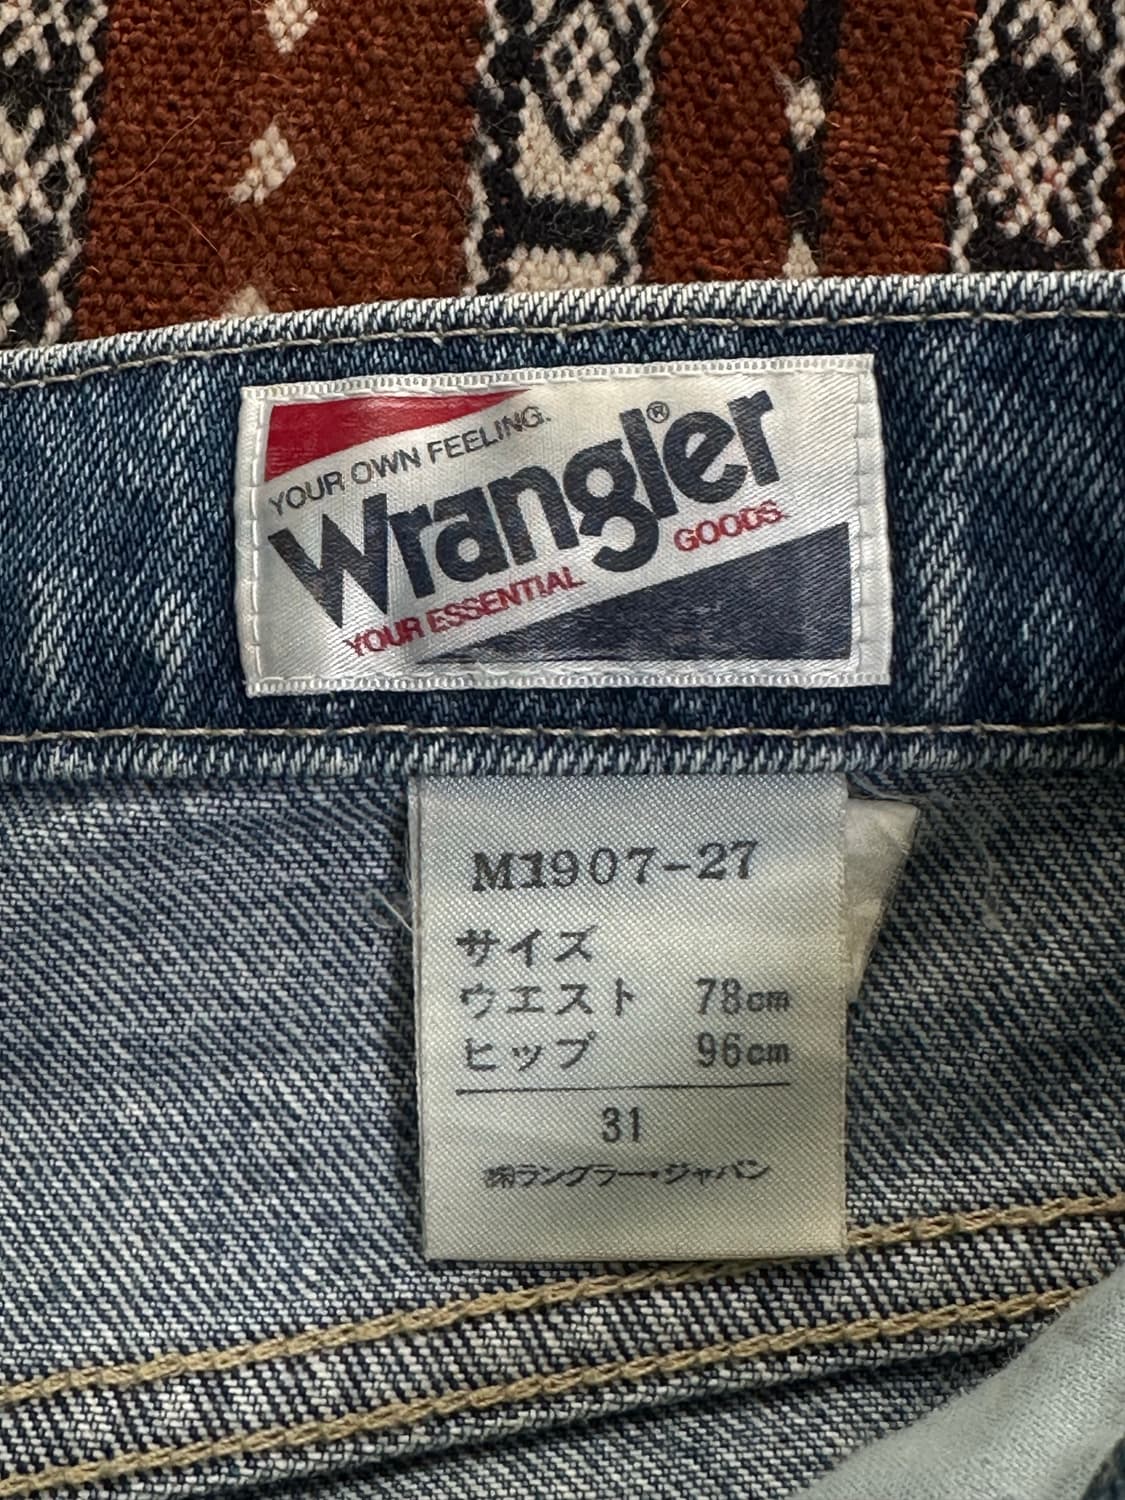 YOUR OWN FEELING.
Wrangler®
YOUR ESSENTIAL GOODS.
M1907-27
サイズ
ウエスト 78cm
ヒップ 96cm
31
㈱ラングラー・ジャパン